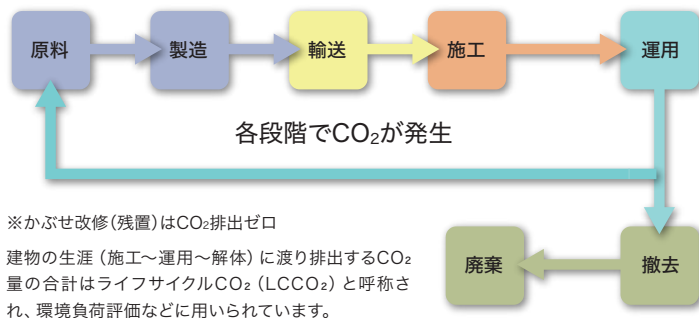 原料
製造
輸送
施工
運用
各段階でCO₂が発生
※かぶせ改修(残置)はCO₂排出ゼロ
建物の生涯(施工〜運用〜解体)に渡り排出するCO₂
量の合計はライフサイクルCO₂(LCCO₂)と呼称さ
れ、環境負荷評価などに用いられています。
廃棄
撤去